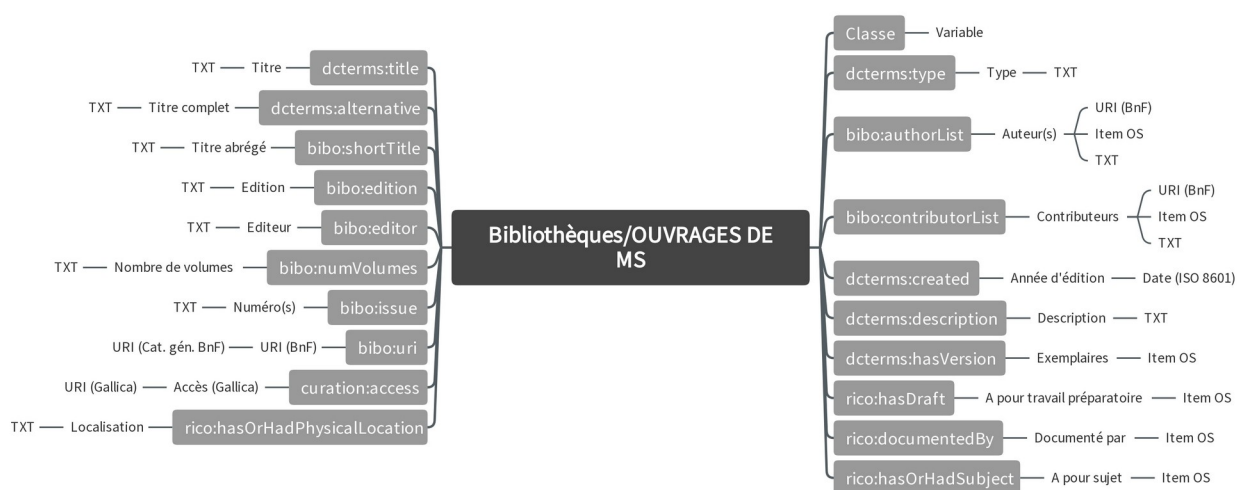 Bibliothèques/OUVRAGES DE
MS
Classe Variable
dcterms:type Type TXT
bibo:authorList Auteur(s) URI (BnF)
Item OS
TXT
bibo:contributorList Contributeurs URI (BnF)
Item OS
TXT
dcterms:created Année d'édition Date (ISO 8601)
dcterms:description Description TXT
dcterms:hasVersion Exemplaires Item OS
rico:hasDraft A pour travail préparatoire Item OS
rico:documentedBy Documenté par Item OS
rico:hasOrHadSubject A pour sujet Item OS
TXT Titre dcterms:title
TXT Titre complet dcterms:alternative
TXT Titre abrégé bibo:shortTitle
TXT Edition bibo:edition
TXT Editeur bibo:editor
TXT Nombre de volumes bibo:numVolumes
TXT Numéro(s) bibo:issue
URI (Cat. gén. BnF) URI (BnF) bibo:uri
URI (Gallica) Accès (Gallica) curation:access
TXT Localisation rico:hasOrHadPhysicalLocation